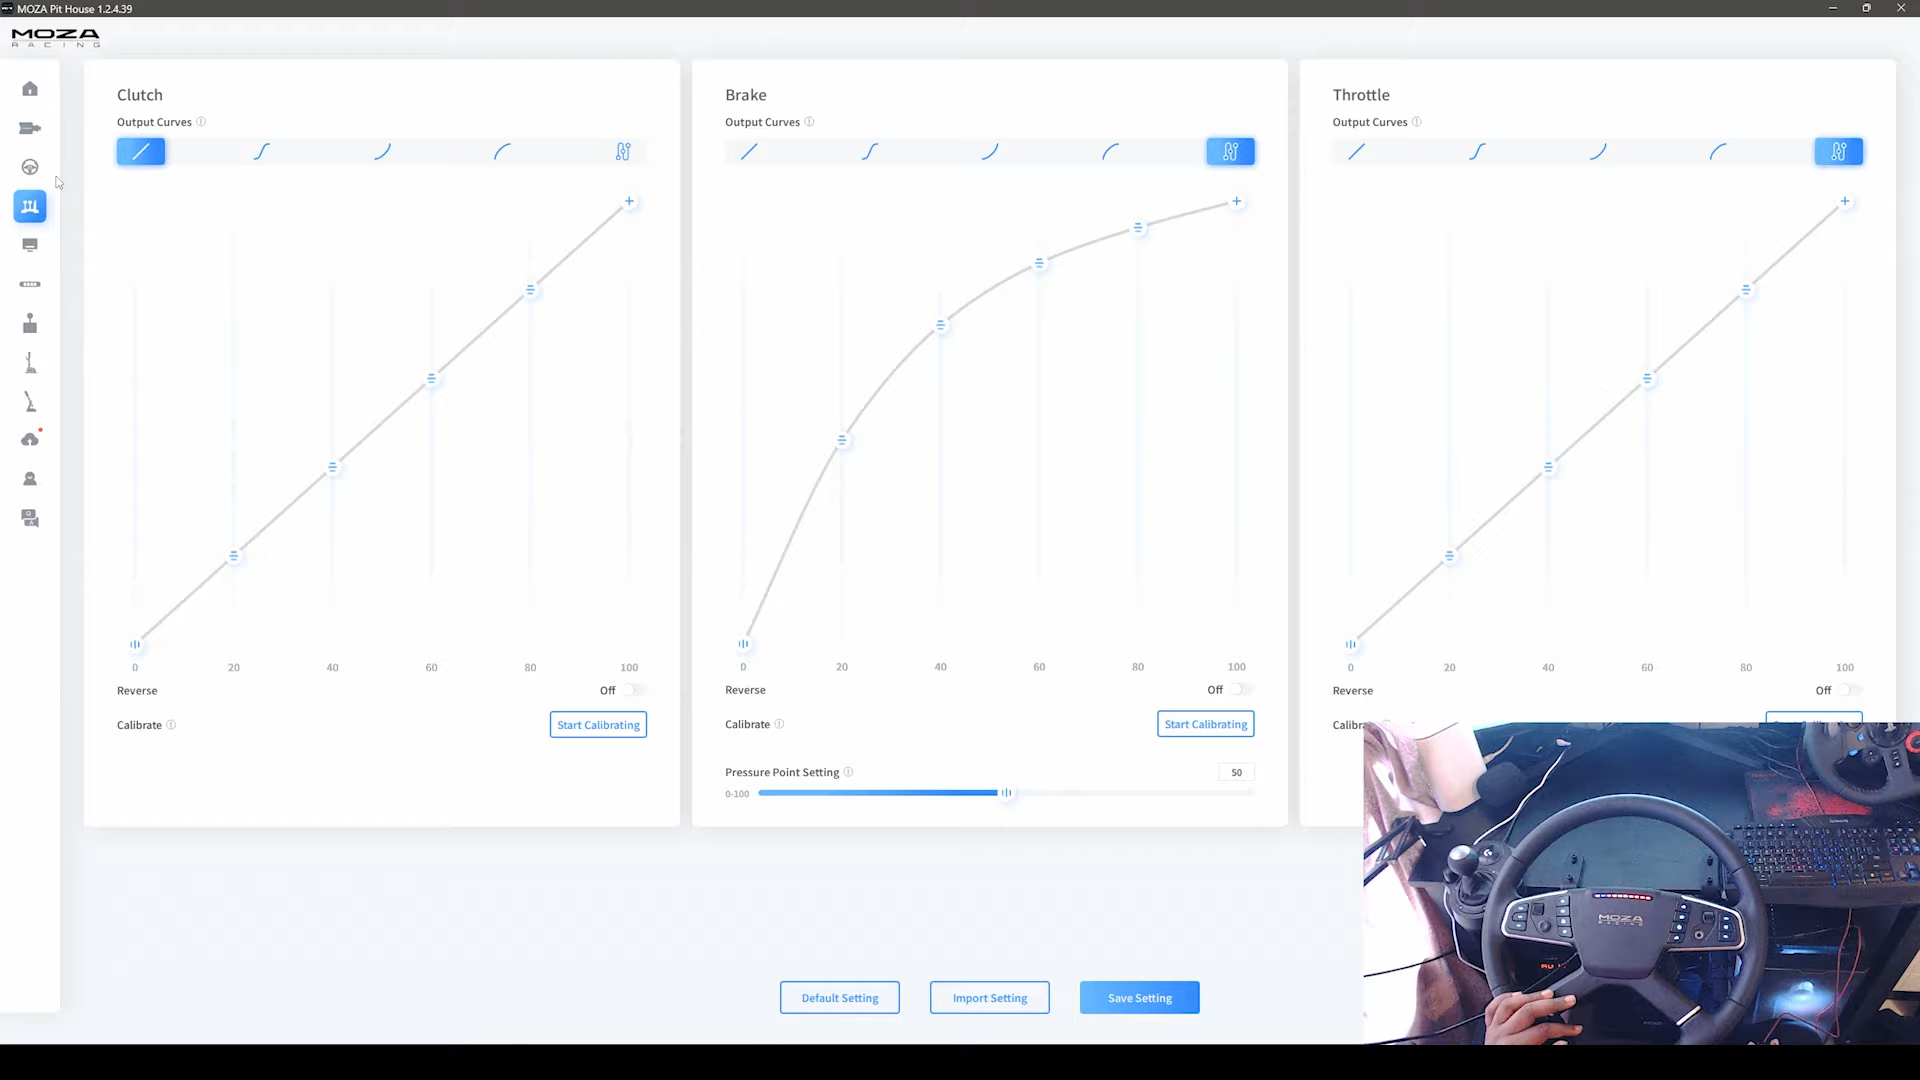 MOZA Pit House 1.2.4.39
MOZA
RACING
Clutch
Output Curves
0 20 40 60 80 100
Reverse
Off
Calibrate
Start Calibrating
Brake
Output Curves
0 20 40 60 80 100
Reverse
Off
Calibrate
Start Calibrating
Pressure Point Setting
50
0-100
Throttle
Output Curves
0 20 40 60 80 100
Reverse
Off
Calibra
Default Setting
Import Setting
Save Setting
MOZA
RACING